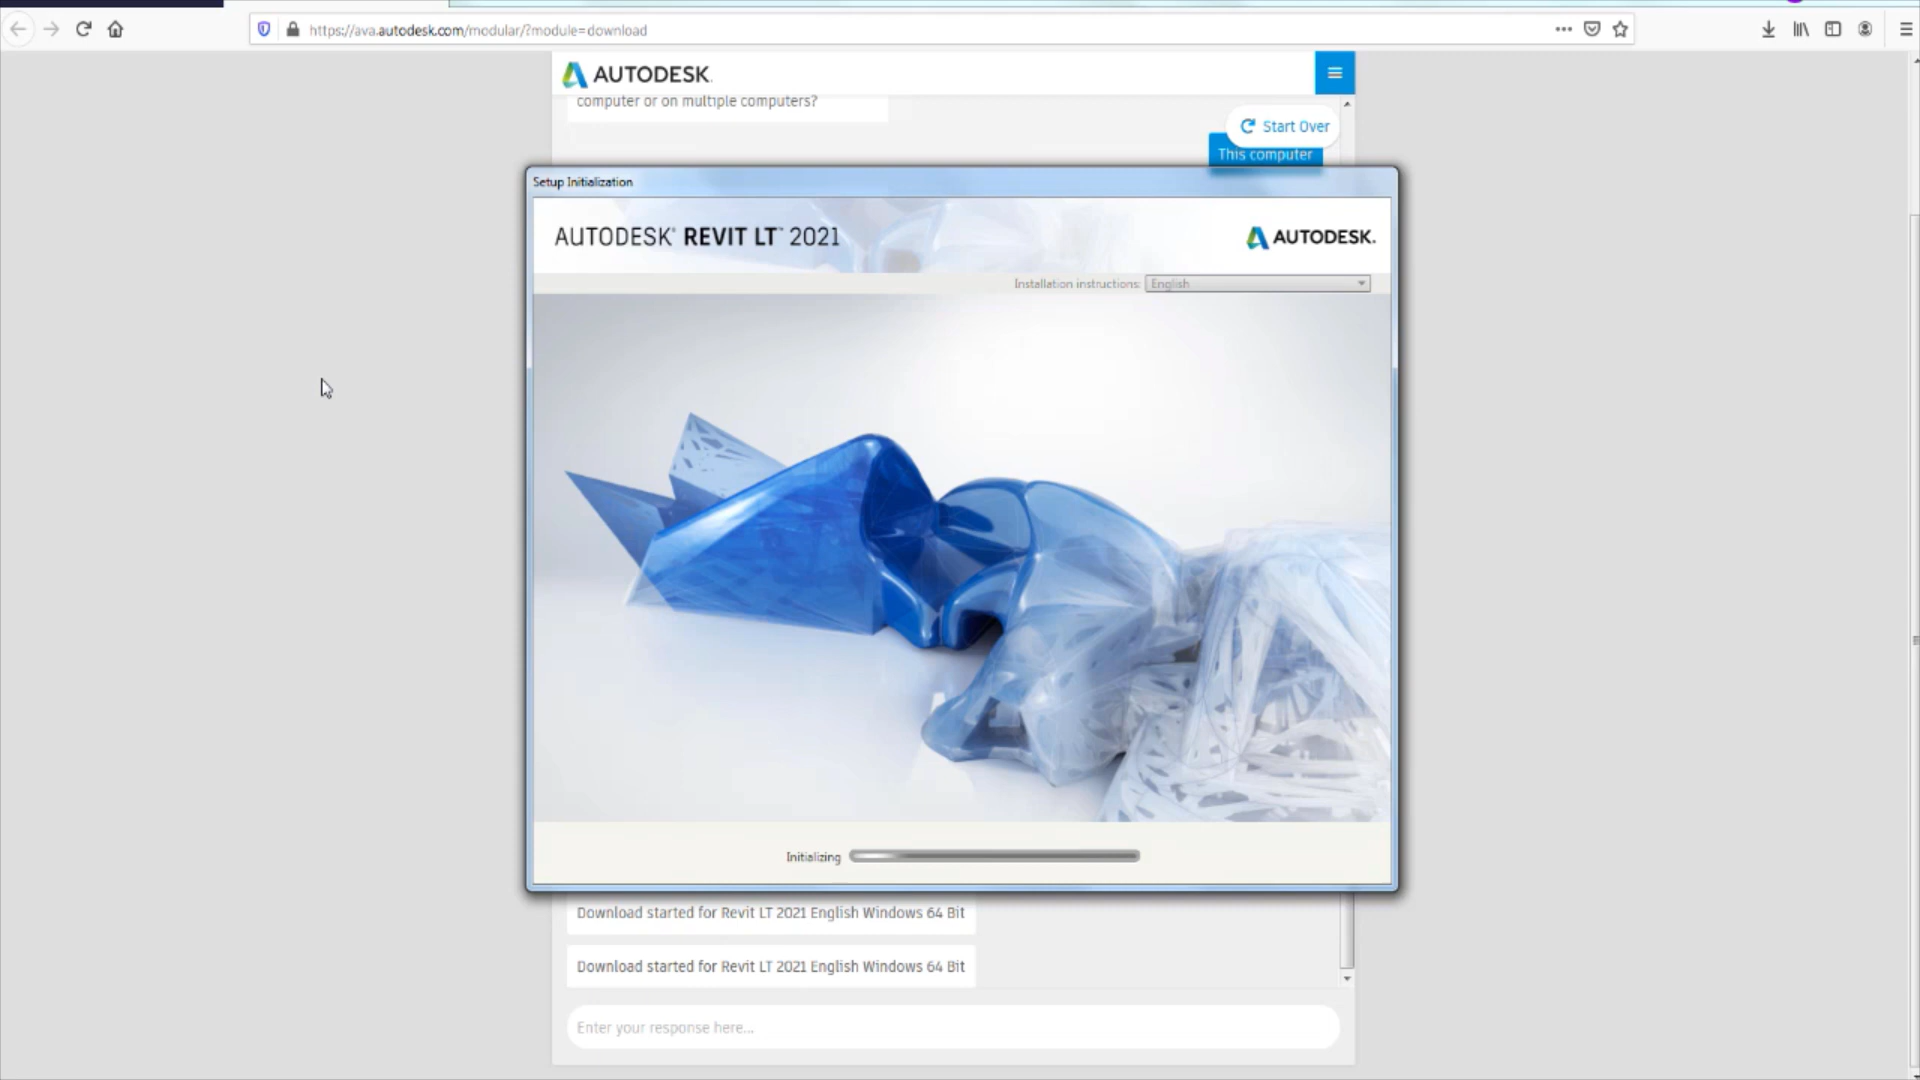 https://ava.autodesk.com/modular/?module=download
AUTODESK.
computer or on multiple computers?
Start Over
This computer
Setup Initialization
AUTODESK® REVIT LT™ 2021
AUTODESK.
Installation instructions: English
Initializing
Download started for Revit LT 2021 English Windows 64 Bit
Download started for Revit LT 2021 English Windows 64 Bit
Enter your response here...